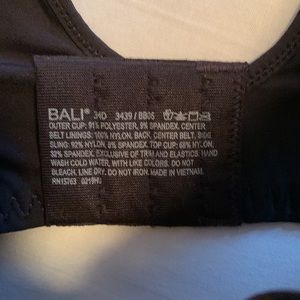 BALI® 34D 3439 / BB06
OUTER CUP: 91% POLYESTER, 9% SPANDEX. CENTER
BELT LININGS: 100% NYLON. BACK, CENTER BELT, SIDE
SLING: 92% NYLON, 8% SPANDEX. TOP CUP: 68% NYLON,
32% SPANDEX. EXCLUSIVE OF TRIM AND ELASTICS. HAND
WASH COLD WATER, WITH LIKE COLORS. DO NOT
BLEACH. LINE DRY. DO NOT IRON. MADE IN VIETNAM.
RN15763